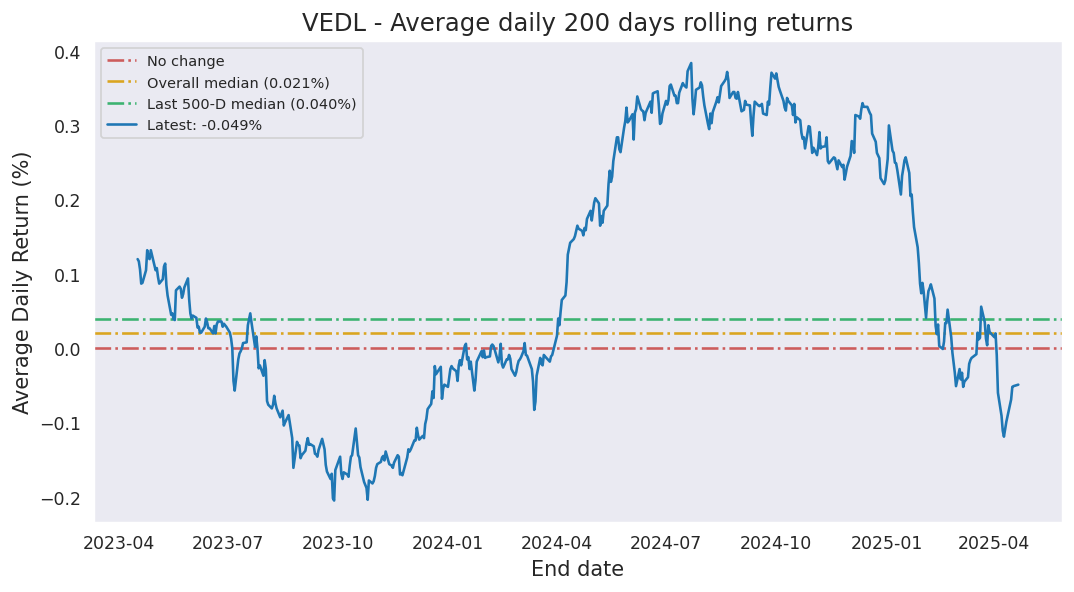 VEDL - Average daily 200 days rolling returns
No change
Overall median (0.021%)
Last 500-D median (0.040%)
Latest: -0.049%
Average Daily Return (%)
0.4
0.3
0.2
0.1
0.0
−0.1
−0.2
2023-04 2023-07 2023-10 2024-01 2024-04 2024-07 2024-10 2025-01 2025-04
End date